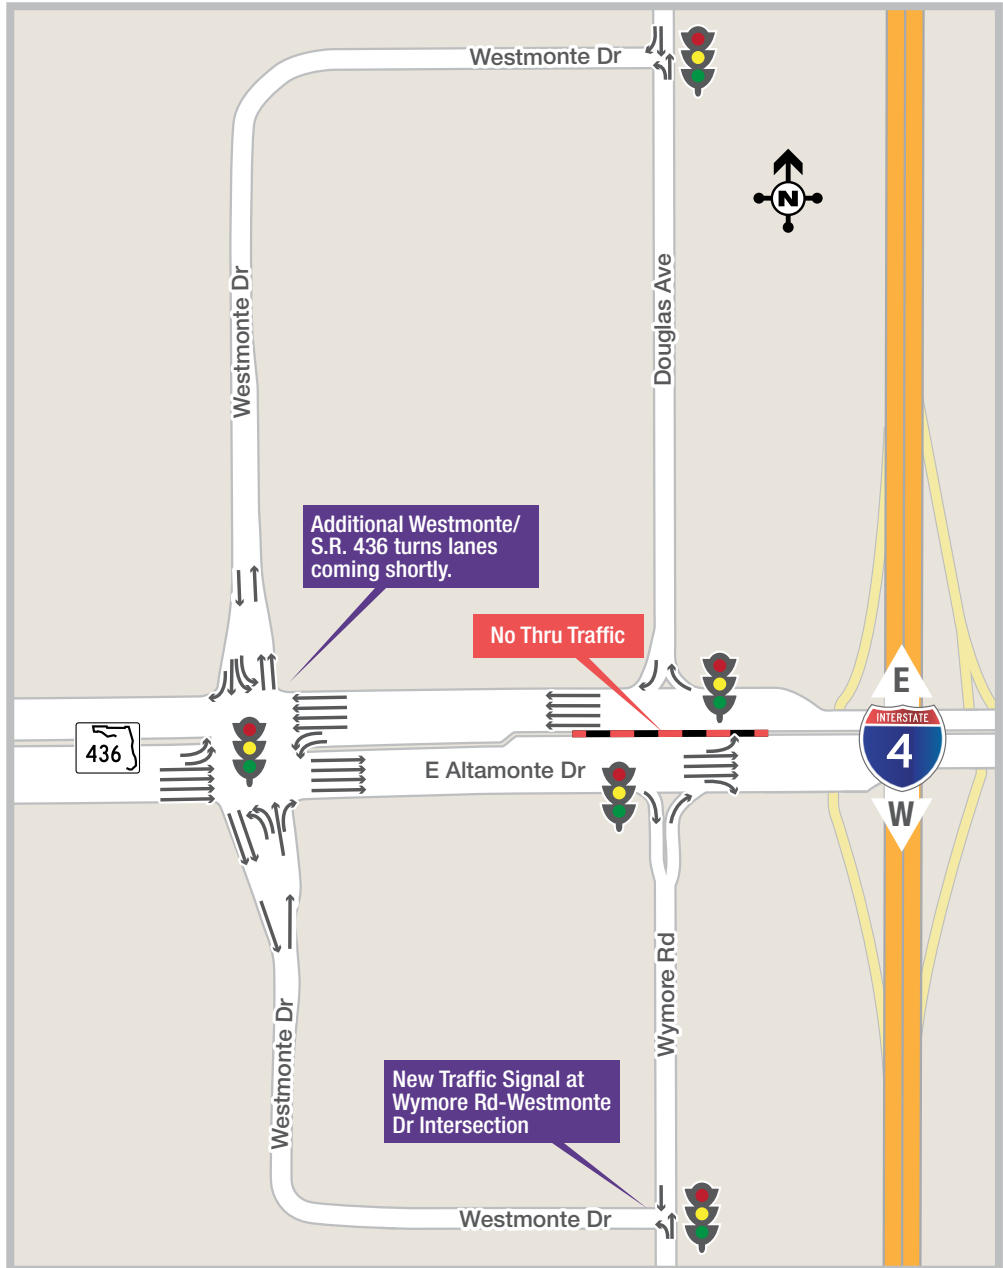 Westmonte Dr
N
Westmonte Dr
Douglas Ave
Additional Westmonte/
S.R. 436 turns lanes
coming shortly.
No Thru Traffic
E
INTERSTATE
4
W
436
E Altamonte Dr
Wymore Rd
Westmonte Dr
New Traffic Signal at
Wymore Rd-Westmonte
Dr Intersection
Westmonte Dr